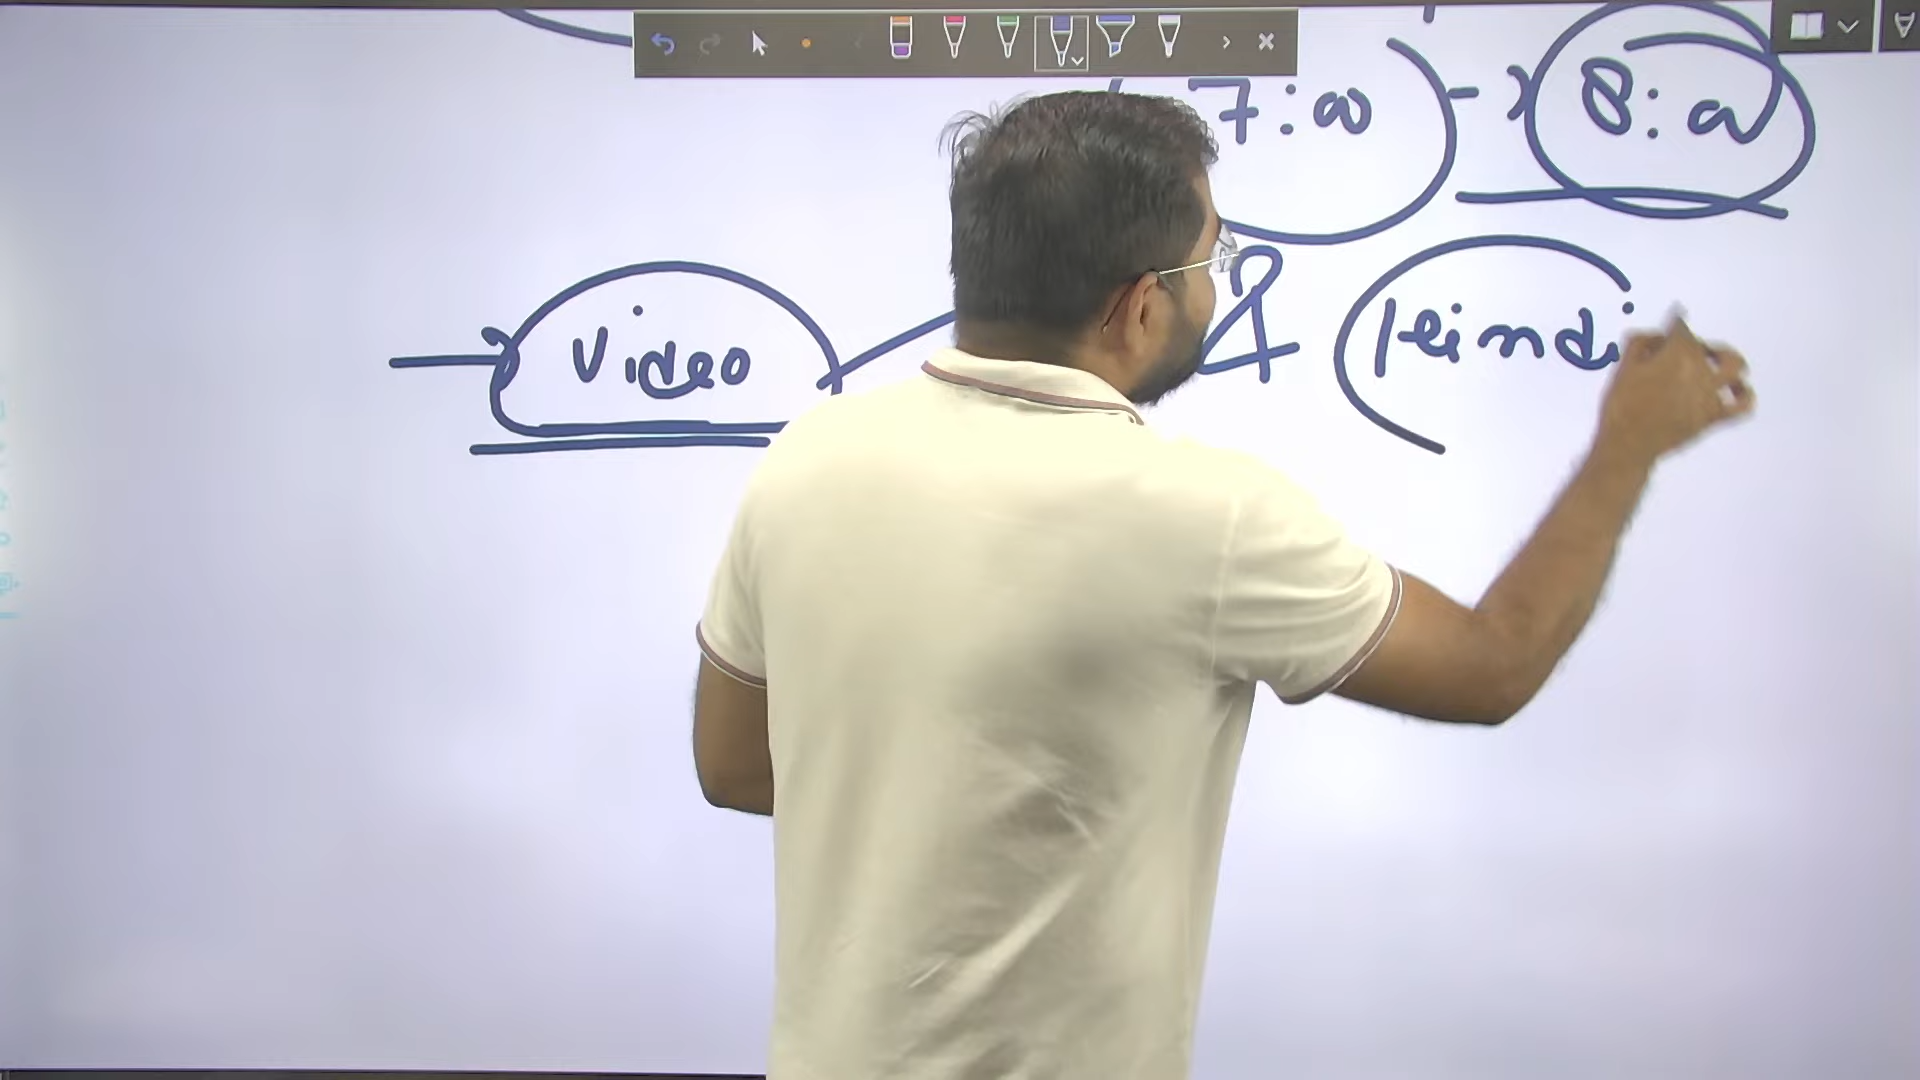 7:00 → 8:00
→ Video & Hindi